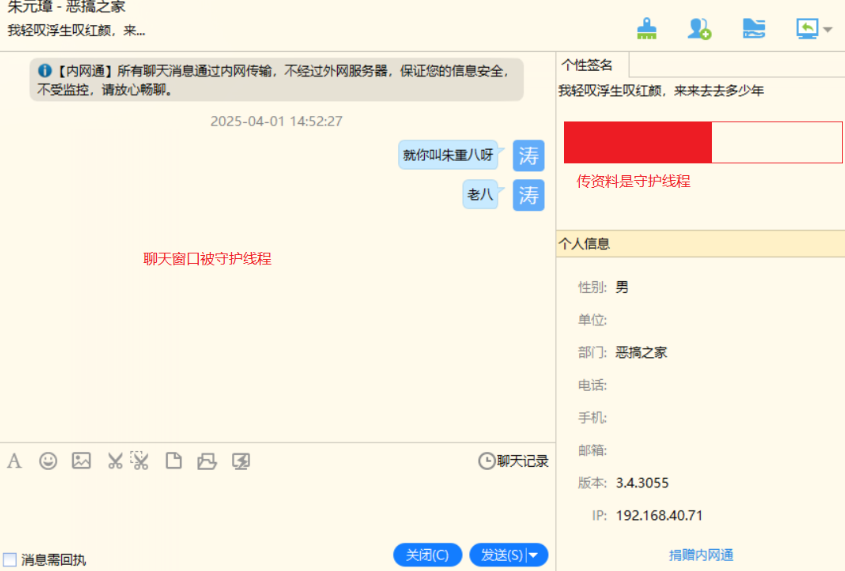 朱元璋 - 恶搞之家
我轻叹浮生叹红颜，来...
【内网通】所有聊天消息通过内网传输，不经过外网服务器，保证您的信息安全，
不受监控，请放心畅聊。
2025-04-01 14:52:27
就你叫朱重八呀
涛
老八
涛
聊天窗口被守护线程
A
聊天记录
消息需回执
关闭(C)
发送(S)
个性签名
我轻叹浮生叹红颜，来来去去多少年
传资料是守护线程
个人信息
性别: 男
单位:
部门: 恶搞之家
电话:
手机:
邮箱:
版本: 3.4.3055
IP: 192.168.40.71
捐赠内网通